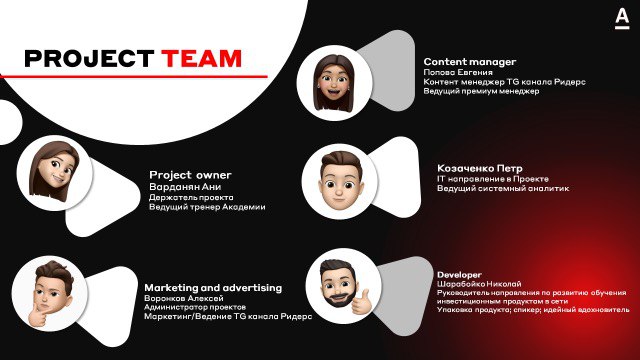 PROJECT TEAM
A
Project owner
Варданян Ани
Держатель проекта
Ведущий тренер Академии
Marketing and advertising
Воронков Алексей
Администратор проектов
Маркетинг/Ведение TG канала Ридерс
Content manager
Попова Евгения
Контент менеджер TG канала Ридерс
Ведущий премиум менеджер
Козаченко Петр
IT направление в Проекте
Ведущий системный аналитик
Developer
Шарабойко Николай
Руководитель направления по развитию обучения
инвестиционным продуктам в сети
Упаковка продукта; спикер; идейный вдохновитель